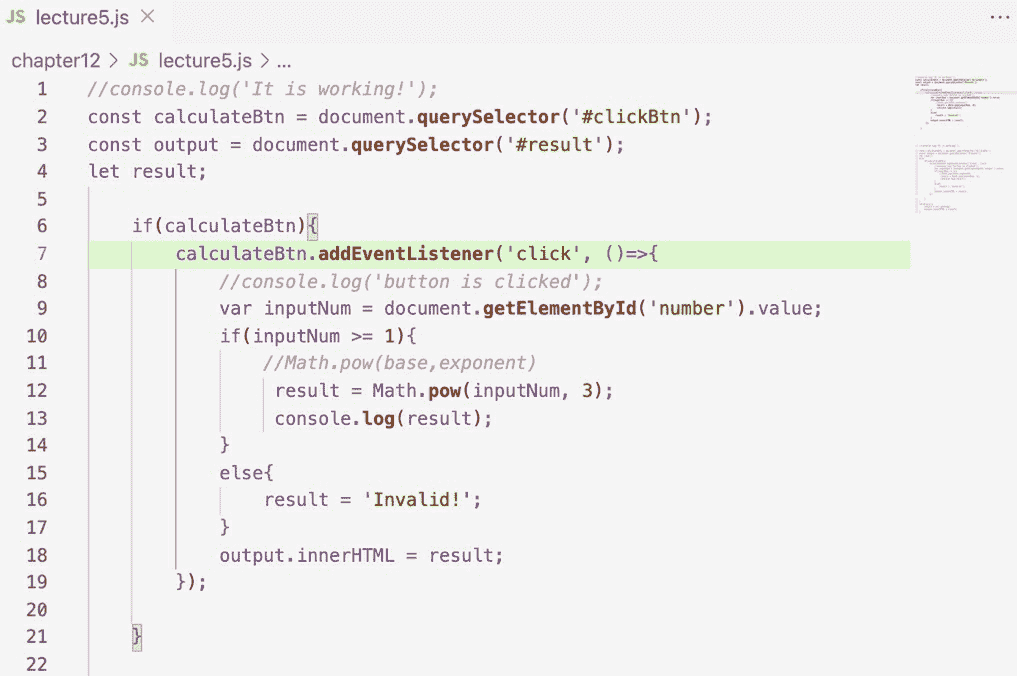 JS lecture5.js ×
...
chapter12 > JS lecture5.js > ...
1 //console.log('It is working!');
2 const calculateBtn = document.querySelector('#clickBtn');
3 const output = document.querySelector('#result');
4 let result;
5
6 if(calculateBtn){
7 calculateBtn.addEventListener('click', ()=>{
8 //console.log('button is clicked');
9 var inputNum = document.getElementById('number').value;
10 if(inputNum >= 1){
11 //Math.pow(base,exponent)
12 result = Math.pow(inputNum, 3);
13 console.log(result);
14 }
15 else{
16 result = 'Invalid!';
17 }
18 output.innerHTML = result;
19 });
20
21 }
22